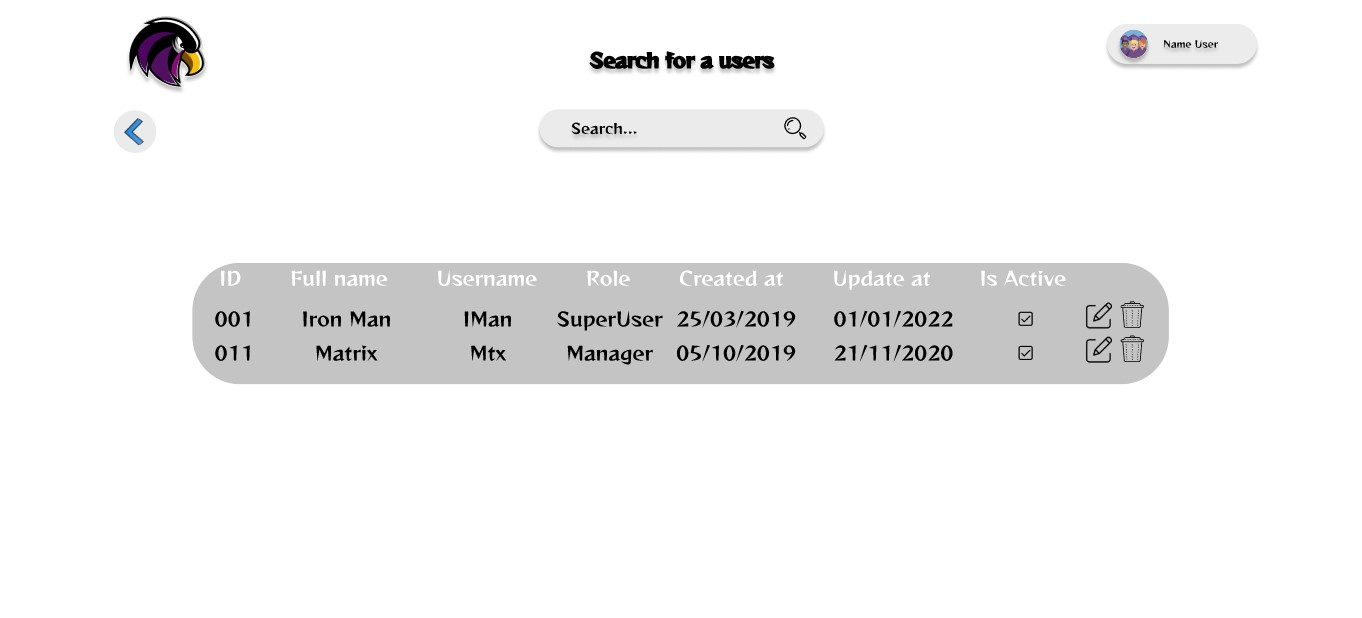 Search for a users
Name User
Search...
ID Full name Username Role Created at Update at Is Active
001 Iron Man IMan SuperUser 25/03/2019 01/01/2022
011 Matrix Mtx Manager 05/10/2019 21/11/2020